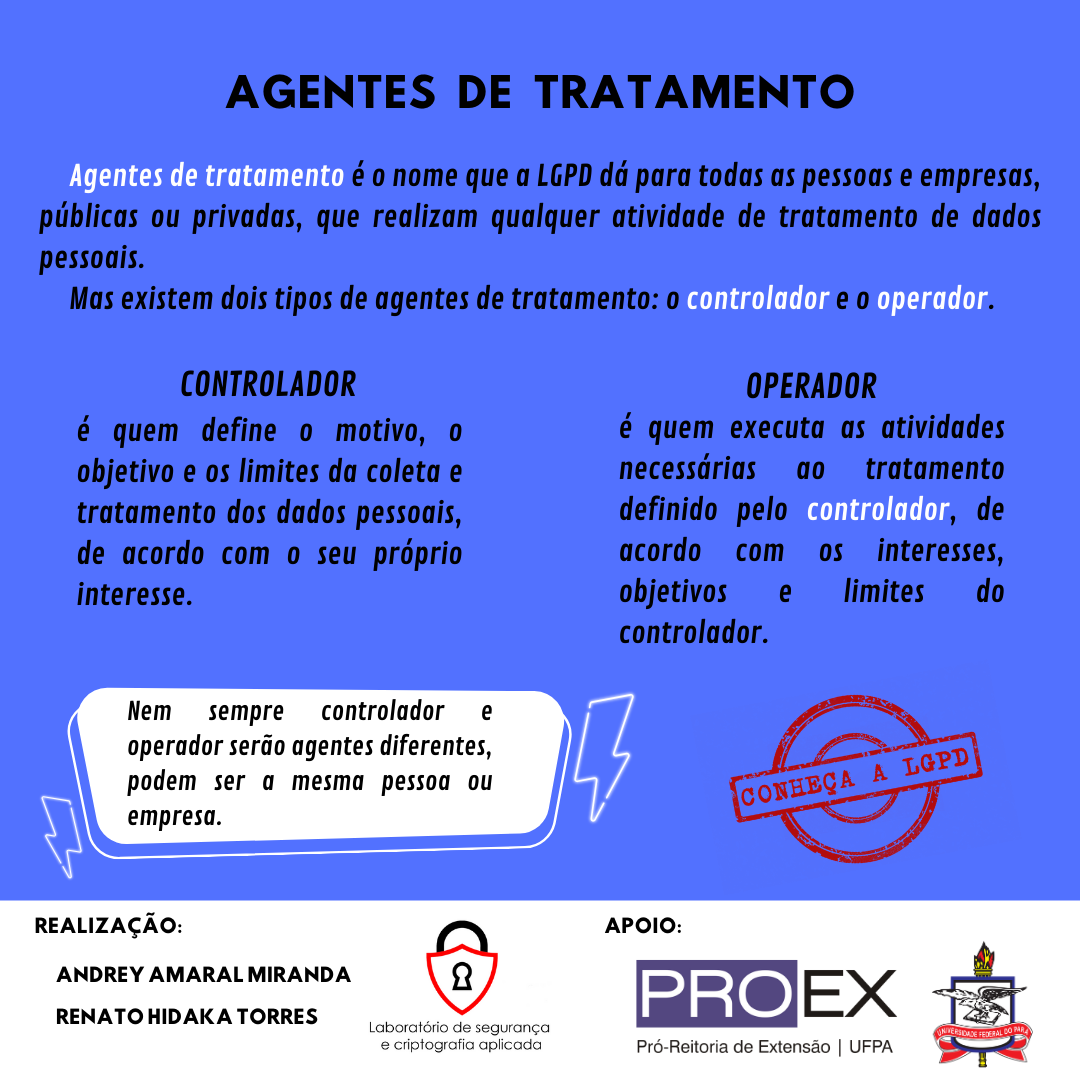 AGENTES DE TRATAMENTO
Agentes de tratamento é o nome que a LGPD dá para todas as pessoas e empresas,
públicas ou privadas, que realizam qualquer atividade de tratamento de dados
pessoais.
Mas existem dois tipos de agentes de tratamento: o controlador e o operador.
CONTROLADOR
é quem define o motivo, o
objetivo e os limites da coleta e
tratamento dos dados pessoais,
de acordo com o seu próprio
interesse.
OPERADOR
é quem executa as atividades
necessárias ao tratamento
definido pelo controlador, de
acordo com os interesses,
objetivos e limites do
controlador.
Nem sempre controlador e
operador serão agentes diferentes,
podem ser a mesma pessoa ou
empresa.
CONHEÇA A LGPD
REALIZAÇÃO:
ANDREY AMARAL MIRANDA
RENATO HIDAKA TORRES
Laboratório de segurança
e criptografia aplicada
APOIO:
PROEX
Pró-Reitoria de Extensão | UFPA
UNIVERSIDADE FEDERAL DO PARÁ